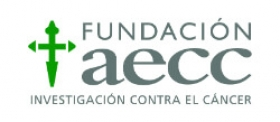 FUNDACIÓN
aecc
INVESTIGACIÓN CONTRA EL CÁNCER